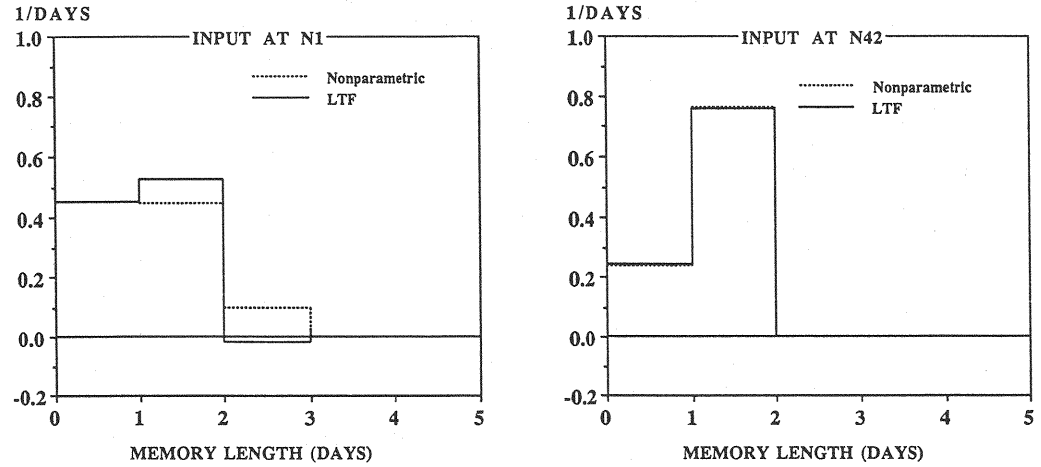 1/DAYS
INPUT AT N1
Nonparametric
LTF
1.0
0.8
0.6
0.4
0.2
0.0
-0.2
0 1 2 3 4 5
MEMORY LENGTH (DAYS)
1/DAYS
INPUT AT N42
Nonparametric
LTF
1.0
0.8
0.6
0.4
0.2
0.0
-0.2
0 1 2 3 4 5
MEMORY LENGTH (DAYS)